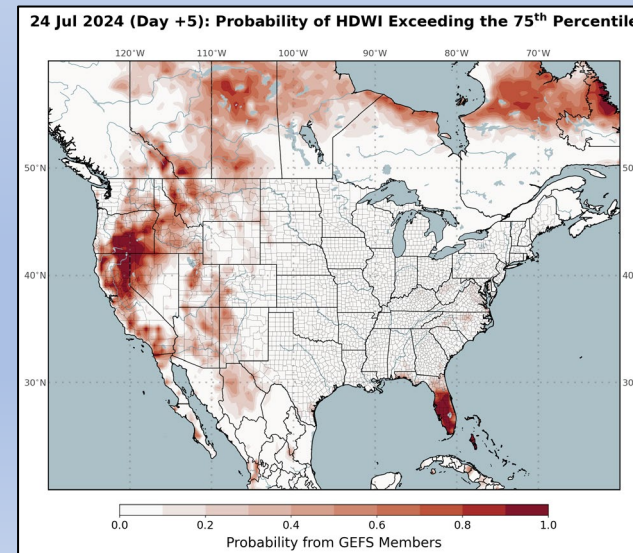 24 Jul 2024 (Day +5): Probability of HDWI Exceeding the 75th Percentile
120°W 110°W 100°W 90°W 80°W 70°W
50°N 50
40°N 40
30°N 30
0.0 0.2 0.4 0.6 0.8 1.0
Probability from GEFS Members